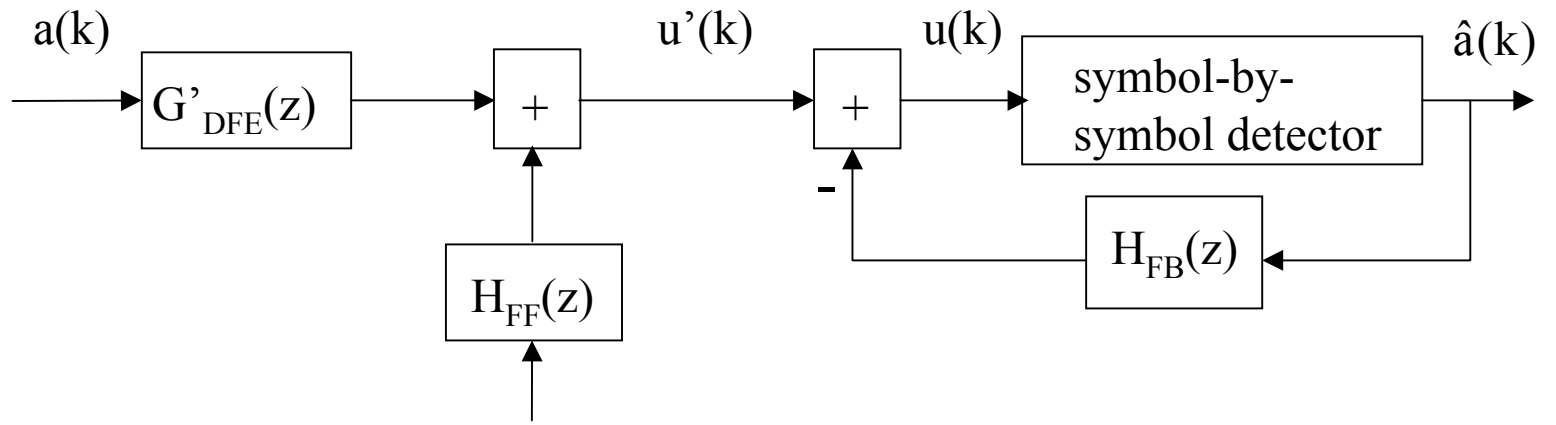 a(k)
u’(k)
u(k)
â(k)
G’DFE(z)
+
+
symbol-by-
symbol detector
-
HFB(z)
HFF(z)